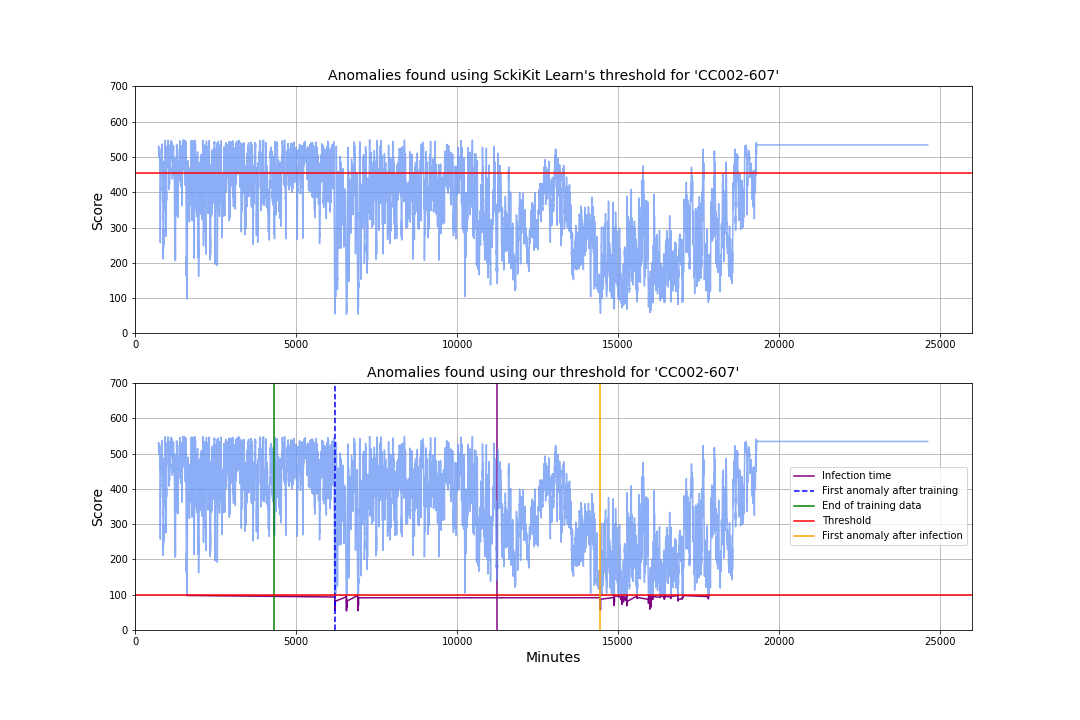 Anomalies found using SckiKit Learn's threshold for 'CC002-607'
700
600
500
400
300
200
100
0
Score
0 5000 10000 15000 20000 25000
Anomalies found using our threshold for 'CC002-607'
700
600
500
400
300
200
100
0
Score
Infection time
First anomaly after training
End of training data
Threshold
First anomaly after infection
0 5000 10000 15000 20000 25000
Minutes